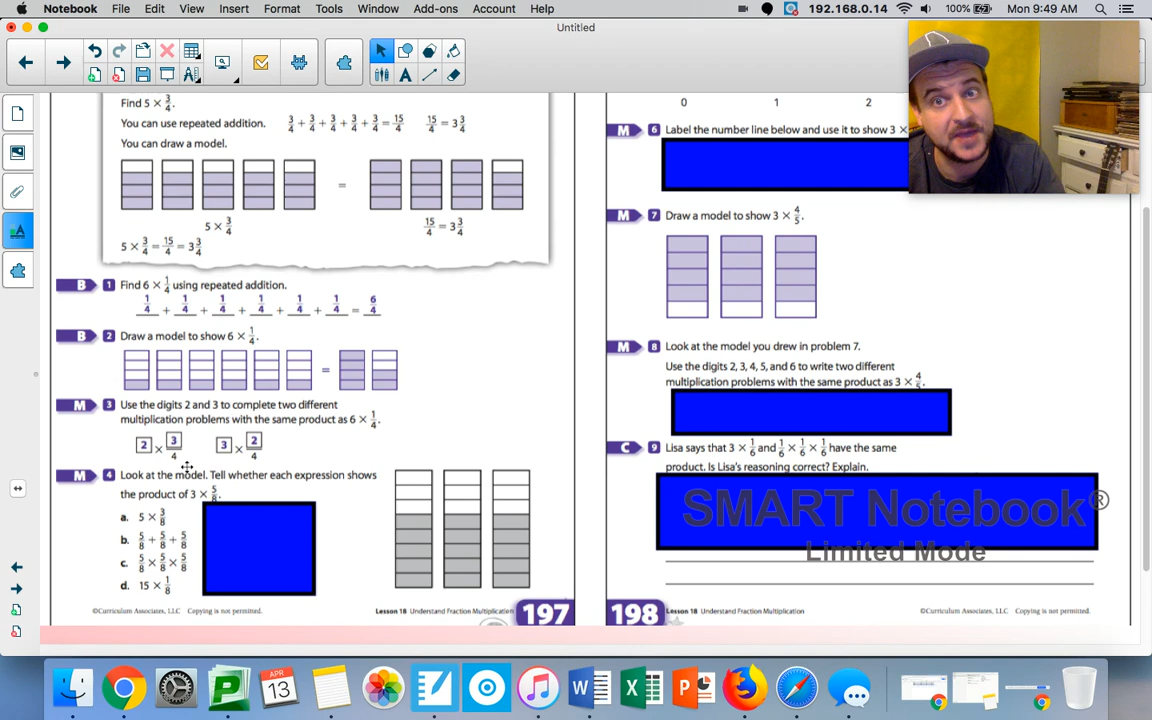 Notebook File Edit View Insert Format Tools Window Add-ons Account Help 192.168.0.14 100% Mon 9:49 AM
Untitled
Find 5 × 3/4.
You can use repeated addition. 3/4 + 3/4 + 3/4 + 3/4 + 3/4 = 15/4 15/4 = 3 3/4
You can draw a model.
=
5 × 3/4 15/4 = 3 3/4
5 × 3/4 = 15/4 = 3 3/4
B 1 Find 6 × 1/4 using repeated addition.
1/4 + 1/4 + 1/4 + 1/4 + 1/4 + 1/4 = 6/4
B 2 Draw a model to show 6 × 1/4.
=
M 3 Use the digits 2 and 3 to complete two different
multiplication problems with the same product as 6 × 1/4.
2 × 3/4 3 × 2/4
M 4 Look at the model. Tell whether each expression shows
the product of 3 × 5/8.
a. 5 × 3/8
b. 5/8 + 5/8 + 5/8
c. 5/8 × 5/8 × 5/8
d. 15 × 1/8
©Curriculum Associates, LLC Copying is not permitted. Lesson 18 Understand Fraction Multiplication 197
0 1 2
M 6 Label the number line below and use it to show 3 ×
M 7 Draw a model to show 3 × 4/5.
M 8 Look at the model you drew in problem 7.
Use the digits 2, 3, 4, 5, and 6 to write two different
multiplication problems with the same product as 3 × 4/5.
C 9 Lisa says that 3 × 1/6 and 1/6 × 1/6 × 1/6 have the same
product. Is Lisa's reasoning correct? Explain.
SMART Notebook®
Limited Mode
198 Lesson 18 Understand Fraction Multiplication ©Curriculum Associates, LLC Copying is not permitted.
APR
13